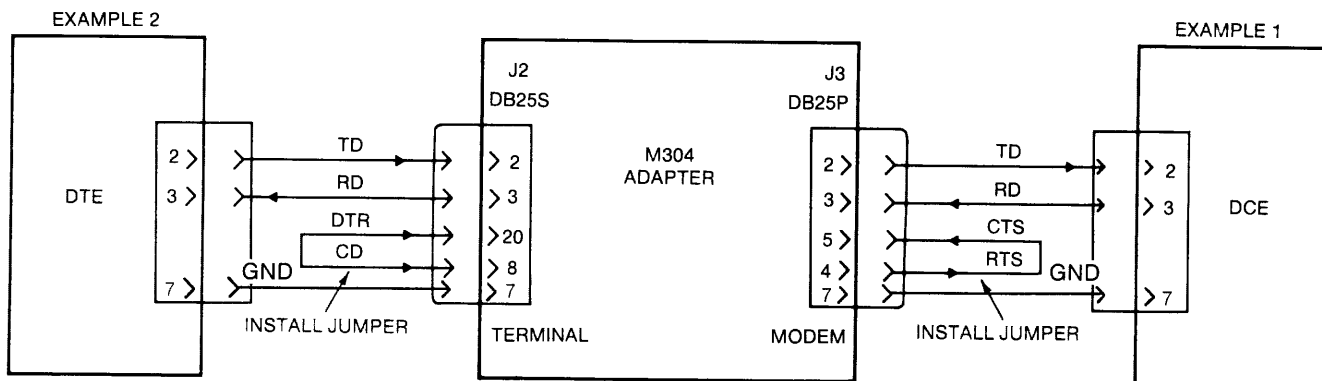 EXAMPLE 2
DTE
2
3
7
TD
RD
DTR
CD
GND
INSTALL JUMPER
J2
DB25S
2
3
20
8
7
TERMINAL
M304
ADAPTER
J3
DB25P
2
3
5
4
7
MODEM
TD
RD
CTS
RTS
GND
INSTALL JUMPER
EXAMPLE 1
2
3
7
DCE